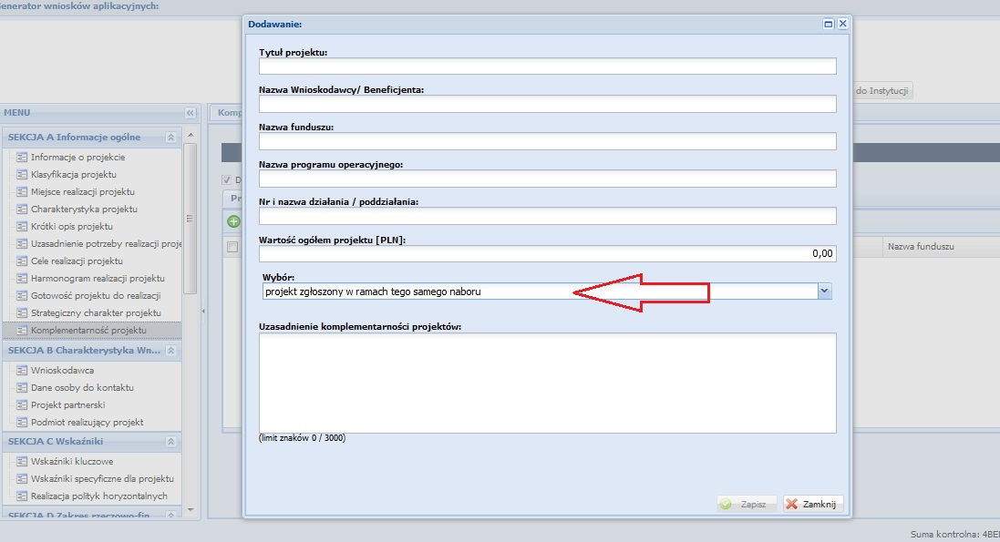 Generator wniosków aplikacyjnych:
Dodawanie:
Tytuł projektu:
Nazwa Wnioskodawcy/ Beneficjenta:
do Instytucji
Nazwa funduszu:
Nazwa programu operacyjnego:
Nr i nazwa działania / poddziałania:
Wartość ogółem projektu [PLN]:
0,00
Wybór:
projekt zgłoszony w ramach tego samego naboru
Uzasadnienie komplementarności projektów:
(limit znaków 0 / 3000)
Zapisz
Zamknij
MENU
SEKCJA A Informacje ogólne
Informacje o projekcie
Klasyfikacja projektu
Miejsce realizacji projektu
Charakterystyka projektu
Krótki opis projektu
Uzasadnienie potrzeby realizacji proje
Cele realizacji projektu
Harmonogram realizacji projektu
Gotowość projektu do realizacji
Strategiczny charakter projektu
Komplementarność projektu
SEKCJA B Charakterystyka Wn...
Wnioskodawca
Dane osoby do kontaktu
Projekt partnerski
Podmiot realizujący projekt
SEKCJA C Wskaźniki
Wskaźniki kluczowe
Wskaźniki specyficzne dla projektu
Realizacja polityk horyzontalnych
SEKCJA D Zakres rzeczowo-fin
Komp
D
Pr
Nazwa funduszu
Suma kontrolna: 4BE